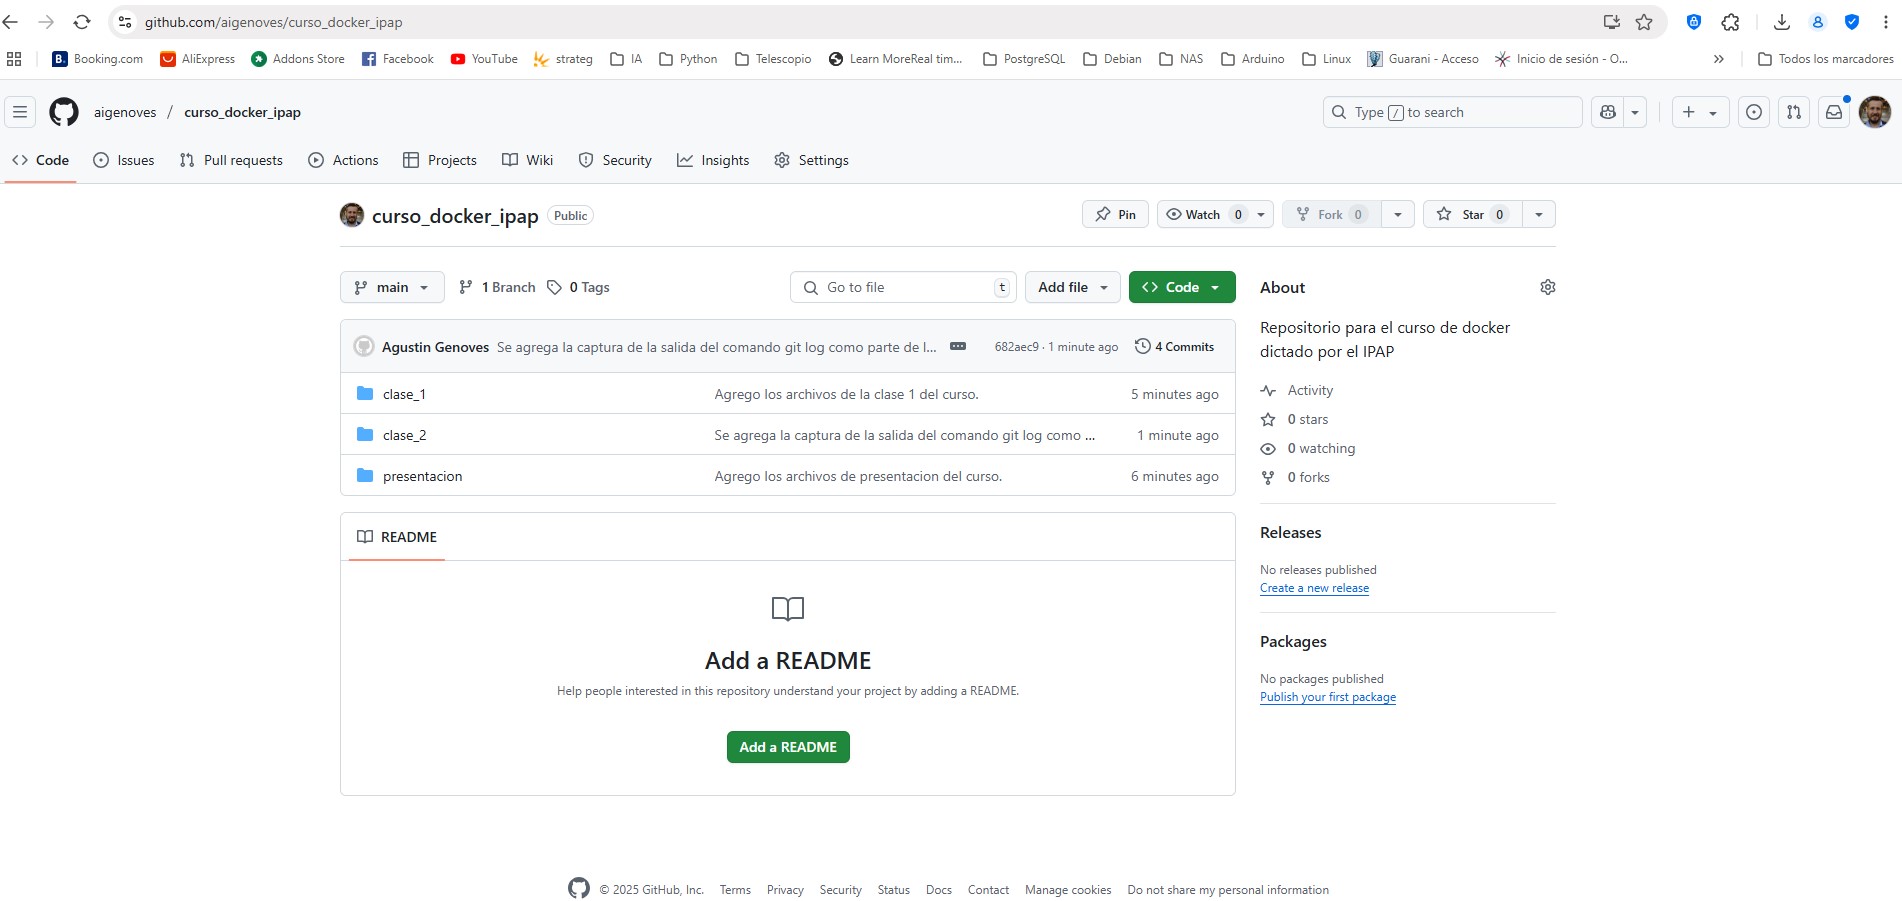 github.com/aigenoves/curso_docker_ipap
B. Booking.com AliExpress Addons Store Facebook YouTube strateg IA Python Telescopio Learn MoreReal tim... PostgreSQL Debian NAS Arduino Linux Guarani - Acceso Inicio de sesión - O... » Todos los marcadores
aigenoves / curso_docker_ipap Type / to search
Code Issues Pull requests Actions Projects Wiki Security Insights Settings
curso_docker_ipap Public Pin Watch 0 Fork 0 Star 0
main 1 Branch 0 Tags Go to file t Add file <> Code
Agustin Genoves Se agrega la captura de la salida del comando git log como parte de l... 682aec9 · 1 minute ago 4 Commits
clase_1 Agrego los archivos de la clase 1 del curso. 5 minutes ago
clase_2 Se agrega la captura de la salida del comando git log como ... 1 minute ago
presentacion Agrego los archivos de presentacion del curso. 6 minutes ago
README
Add a README
Help people interested in this repository understand your project by adding a README.
Add a README
About
Repositorio para el curso de docker
dictado por el IPAP
Activity
0 stars
0 watching
0 forks
Releases
No releases published
Create a new release
Packages
No packages published
Publish your first package
© 2025 GitHub, Inc. Terms Privacy Security Status Docs Contact Manage cookies Do not share my personal information